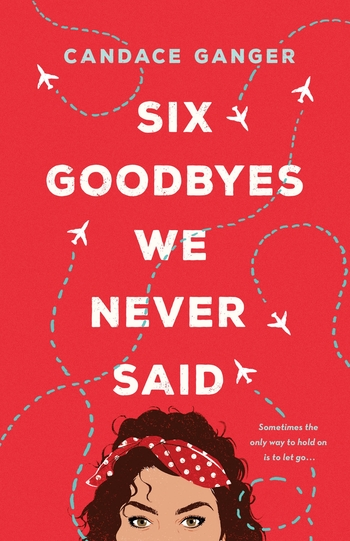 CANDACE GANGER
SIX
GOODBYES
WE
NEVER
SAID
Sometimes the
only way to hold on
is to let go...